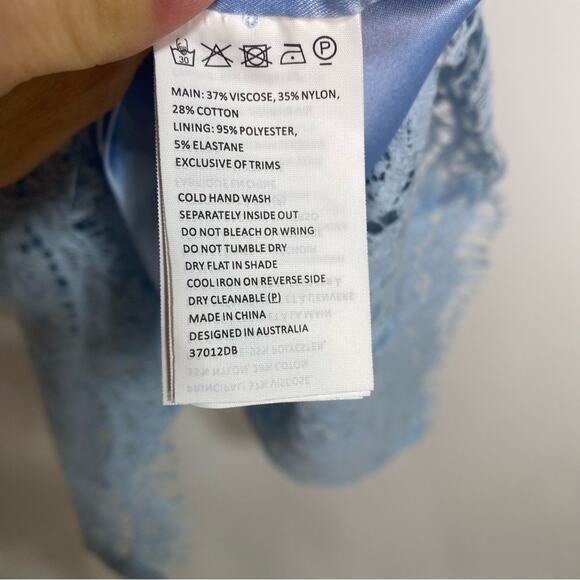 30
P
MAIN: 37% VISCOSE, 35% NYLON,
28% COTTON
LINING: 95% POLYESTER,
5% ELASTANE
EXCLUSIVE OF TRIMS
COLD HAND WASH
SEPARATELY INSIDE OUT
DO NOT BLEACH OR WRING
DO NOT TUMBLE DRY
DRY FLAT IN SHADE
COOL IRON ON REVERSE SIDE
DRY CLEANABLE (P)
MADE IN CHINA
DESIGNED IN AUSTRALIA
37012DB